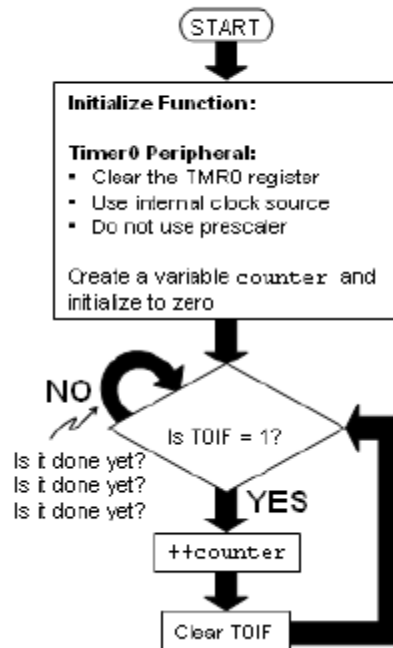 START
Initialize Function:
Timer0 Peripheral:
▪ Clear the TMR0 register
▪ Use internal clock source
▪ Do not use prescaler
Create a variable counter and
initialize to zero
NO
Is T0IF = 1?
Is it done yet?
Is it done yet?
Is it done yet?
YES
++counter
Clear T0IF